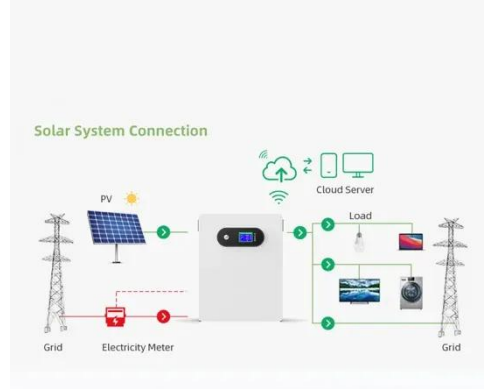 Solar System Connection
Cloud Server
PV
Load
Grid
Electricity Meter
Grid